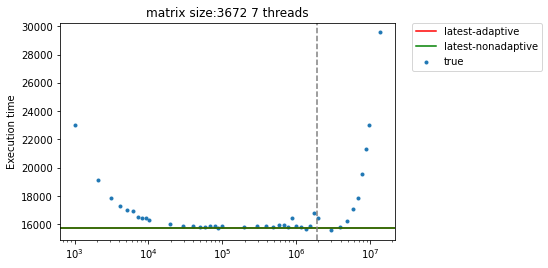 matrix size:3672 7 threads
Execution time
30000
28000
26000
24000
22000
20000
18000
16000
10³
10⁴
10⁵
10⁶
10⁷
latest-adaptive
latest-nonadaptive
true